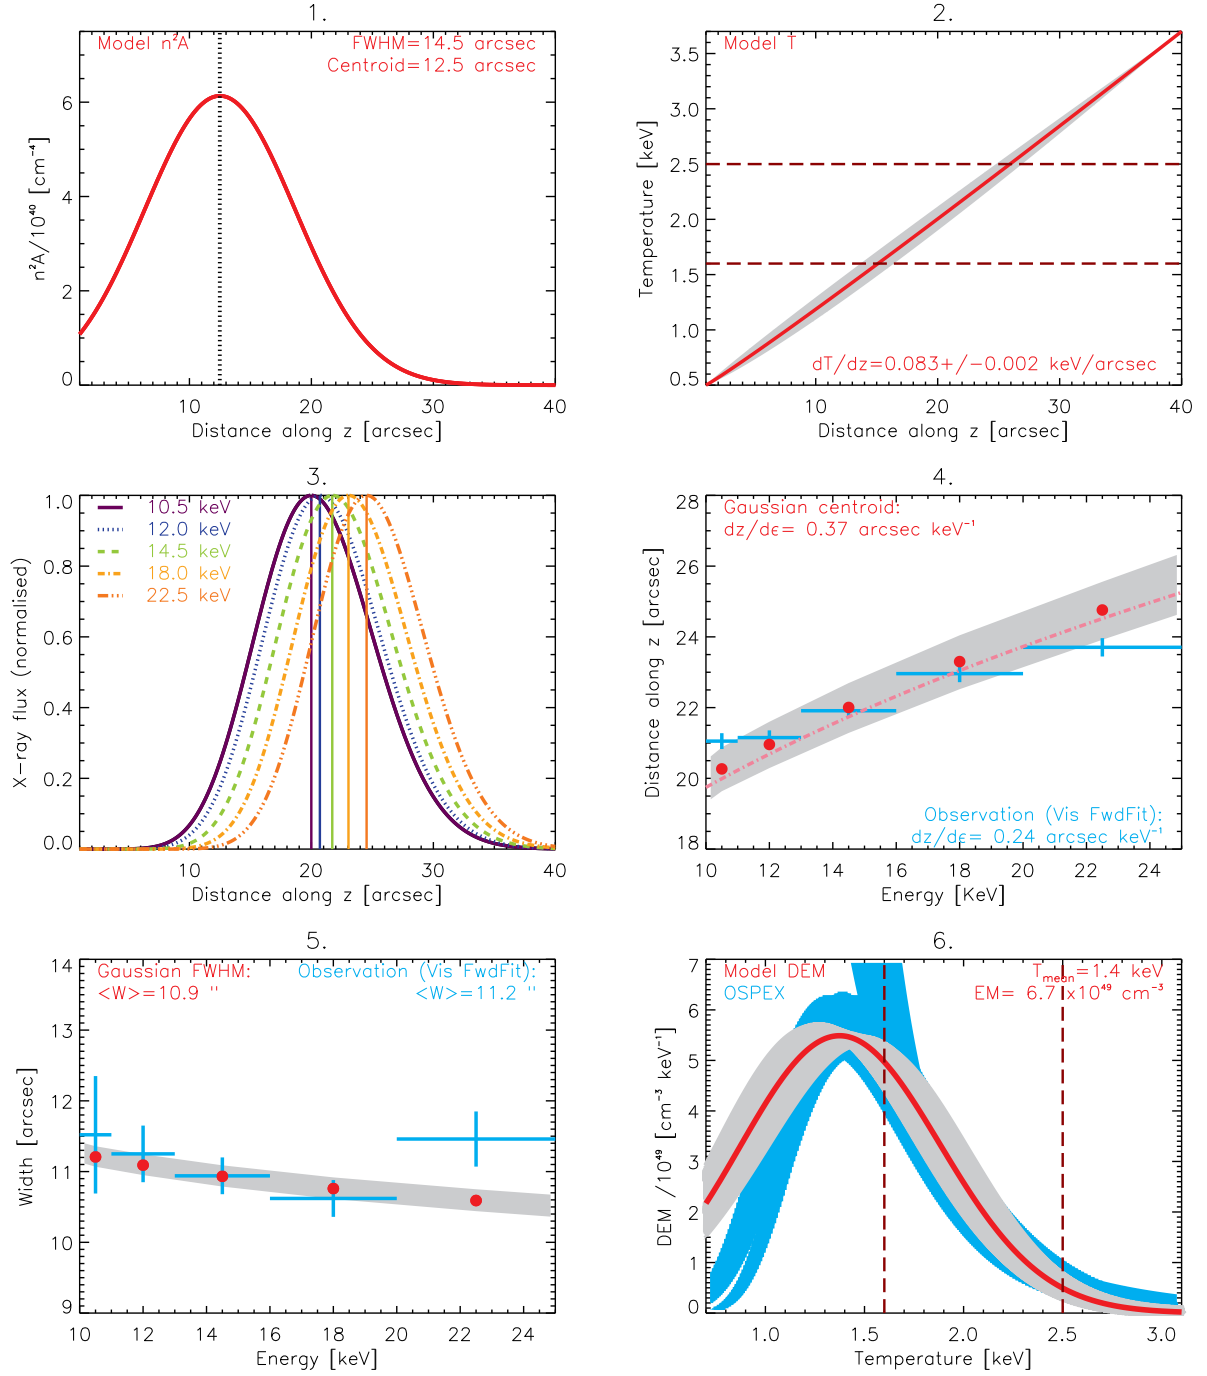 1.
Model n²A
FWHM=14.5 arcsec
Centroid=12.5 arcsec
n²A/10⁴⁰ [cm⁻⁴]
6
4
2
0
10 20 30 40
Distance along z [arcsec]
2.
Model T
Temperature [keV]
3.5
3.0
2.5
2.0
1.5
1.0
0.5
dT/dz=0.083+/−0.002 keV/arcsec
10 20 30 40
Distance along z [arcsec]
3.
10.5 keV
12.0 keV
14.5 keV
18.0 keV
22.5 keV
X−ray flux (normalised)
1.0
0.8
0.6
0.4
0.2
0.0
10 20 30 40
Distance along z [arcsec]
4.
Gaussian centroid:
dz/dϵ= 0.37 arcsec keV⁻¹
Distance along z [arcsec]
28
26
24
22
20
18
Observation (Vis FwdFit):
dz/dϵ= 0.24 arcsec keV⁻¹
10 12 14 16 18 20 22 24
Energy [KeV]
5.
Gaussian FWHM:
<W>=10.9 "
Observation (Vis FwdFit):
<W>=11.2 "
Width [arcsec]
14
13
12
11
10
9
10 12 14 16 18 20 22 24
Energy [keV]
6.
Model DEM
OSPEX
Tmean=1.4 keV
EM= 6.7 x10⁴⁹ cm⁻³
DEM /10⁴⁹ [cm⁻³ keV⁻¹]
7
6
5
4
3
2
1
0
1.0 1.5 2.0 2.5 3.0
Temperature [keV]